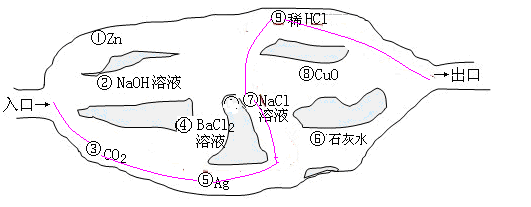 ⑨稀HCl
①Zn
②NaOH溶液
⑧CuO
→出口
入口→
④BaCl₂
溶液
⑦NaCl
溶液
⑥石灰水
③CO₂
⑤Ag